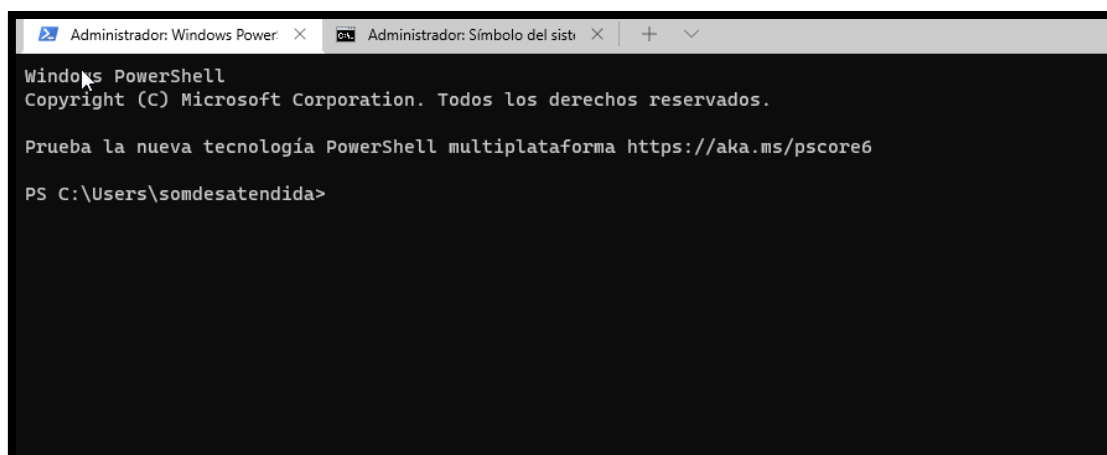 Administrador: Windows Power
Administrador: Símbolo del sist
Windows PowerShell
Copyright (C) Microsoft Corporation. Todos los derechos reservados.
Prueba la nueva tecnología PowerShell multiplataforma https://aka.ms/pscore6
PS C:\Users\somdesatendida>